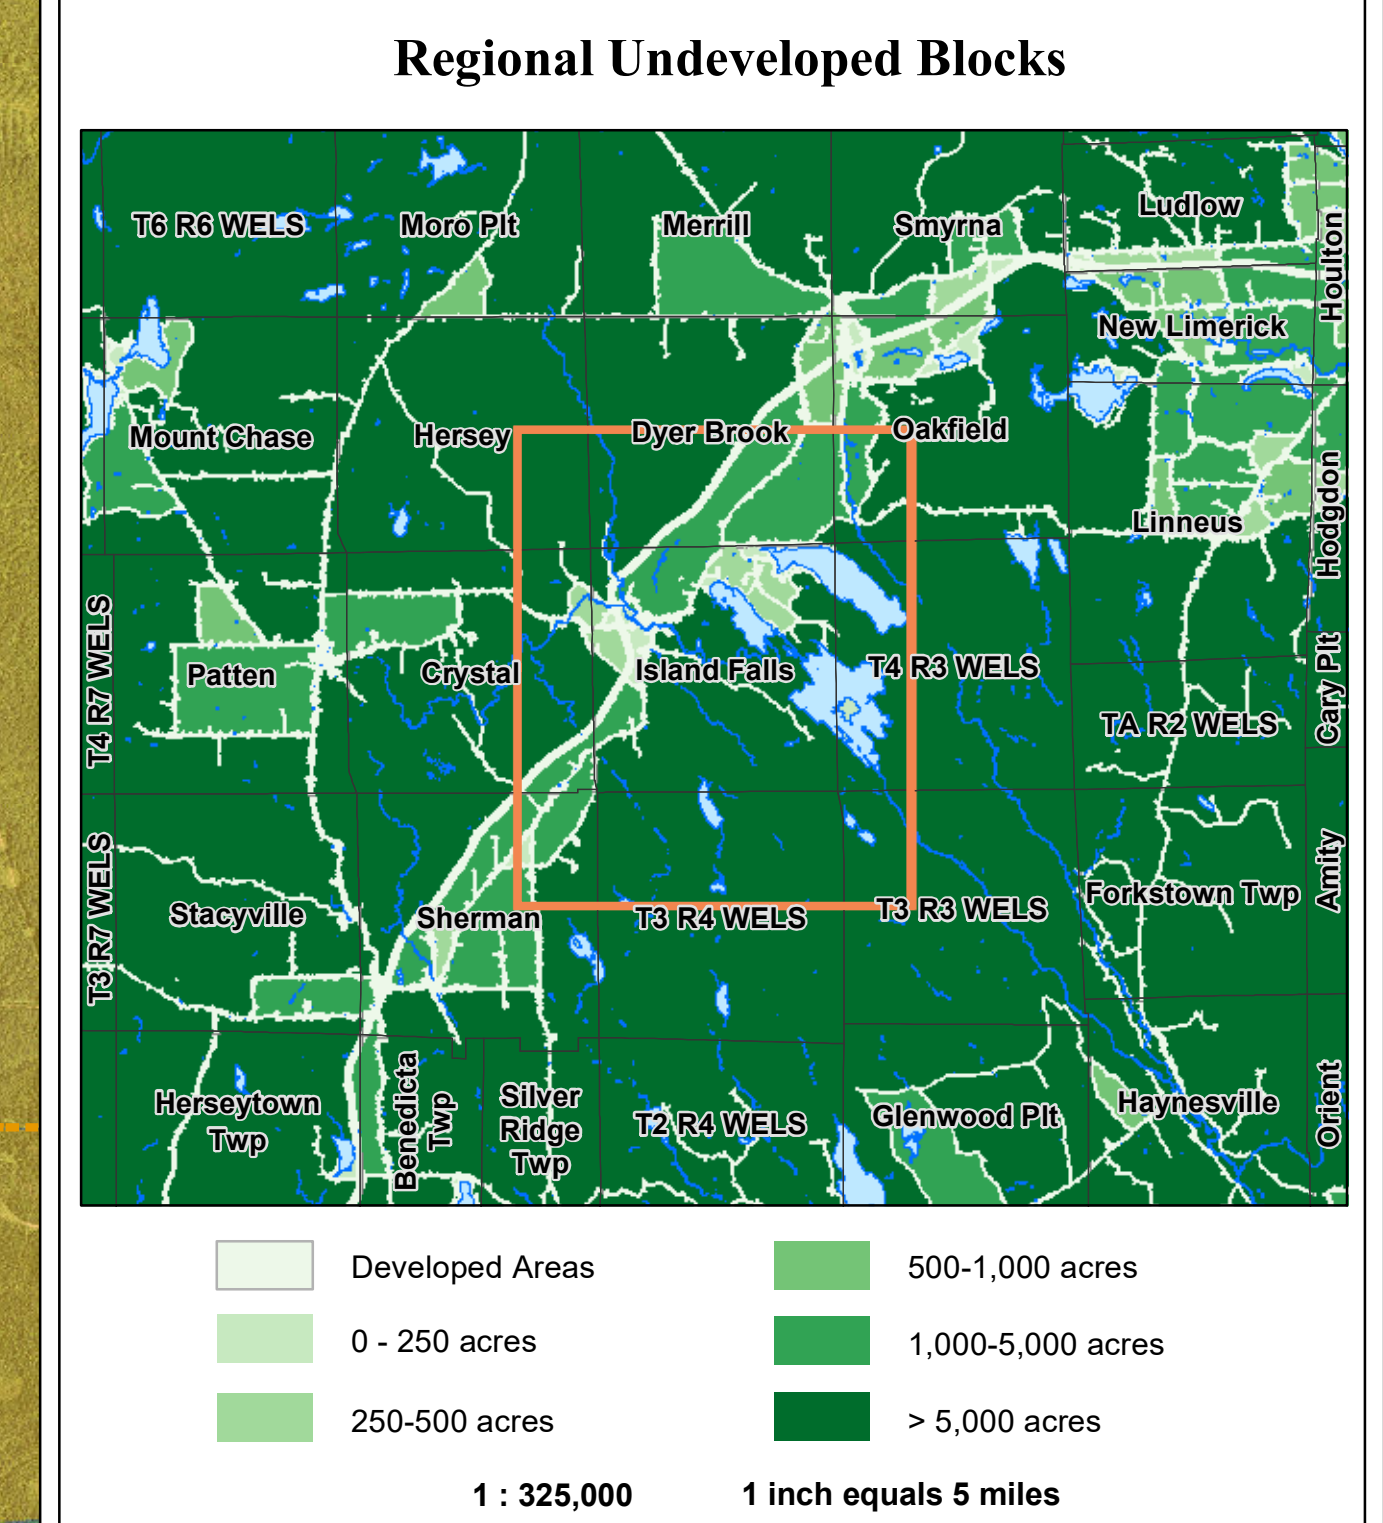 Regional Undeveloped Blocks
T6 R6 WELS
Moro Plt
Merrill
Smyrna
Ludlow
Houlton
New Limerick
Mount Chase
Hersey
Dyer Brook
Oakfield
Linneus
Hodgdon
T4 R7 WELS
Patten
Crystal
Island Falls
T4 R3 WELS
TA R2 WELS
Cary Plt
T3 R7 WELS
Stacyville
Sherman
T3 R4 WELS
T3 R3 WELS
Forkstown Twp
Amity
Herseytown
Twp
Benedicta
Twp
Silver
Ridge
Twp
T2 R4 WELS
Glenwood Plt
Haynesville
Orient
Developed Areas
500-1,000 acres
0 - 250 acres
1,000-5,000 acres
250-500 acres
> 5,000 acres
1 : 325,000
1 inch equals 5 miles